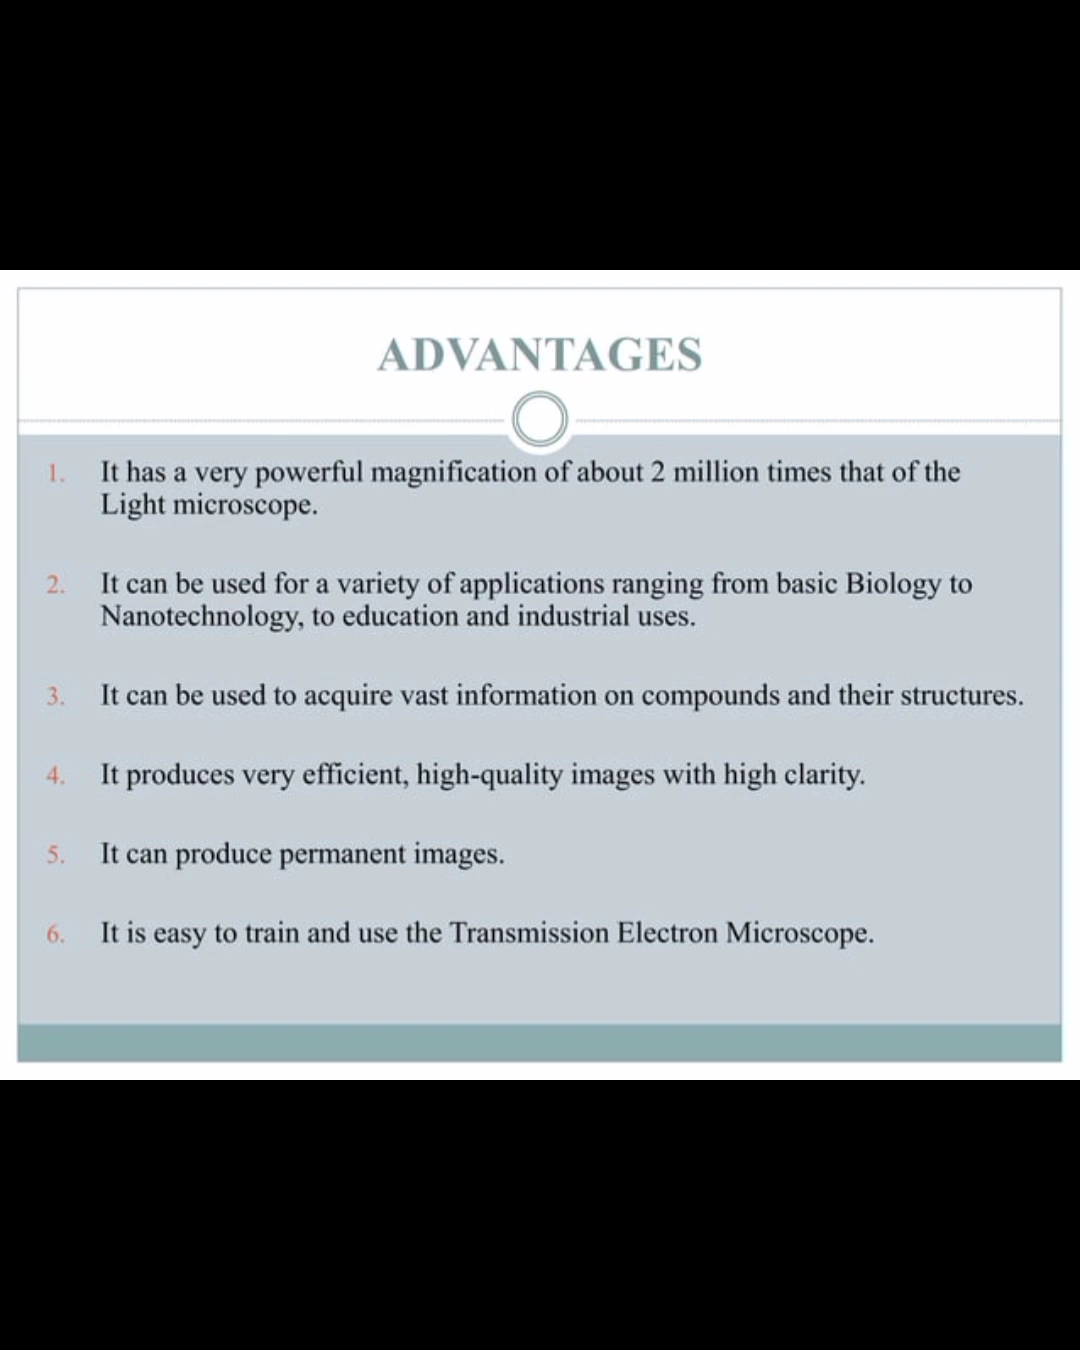 ADVANTAGES
1. It has a very powerful magnification of about 2 million times that of the
Light microscope.
2. It can be used for a variety of applications ranging from basic Biology to
Nanotechnology, to education and industrial uses.
3. It can be used to acquire vast information on compounds and their structures.
4. It produces very efficient, high-quality images with high clarity.
5. It can produce permanent images.
6. It is easy to train and use the Transmission Electron Microscope.